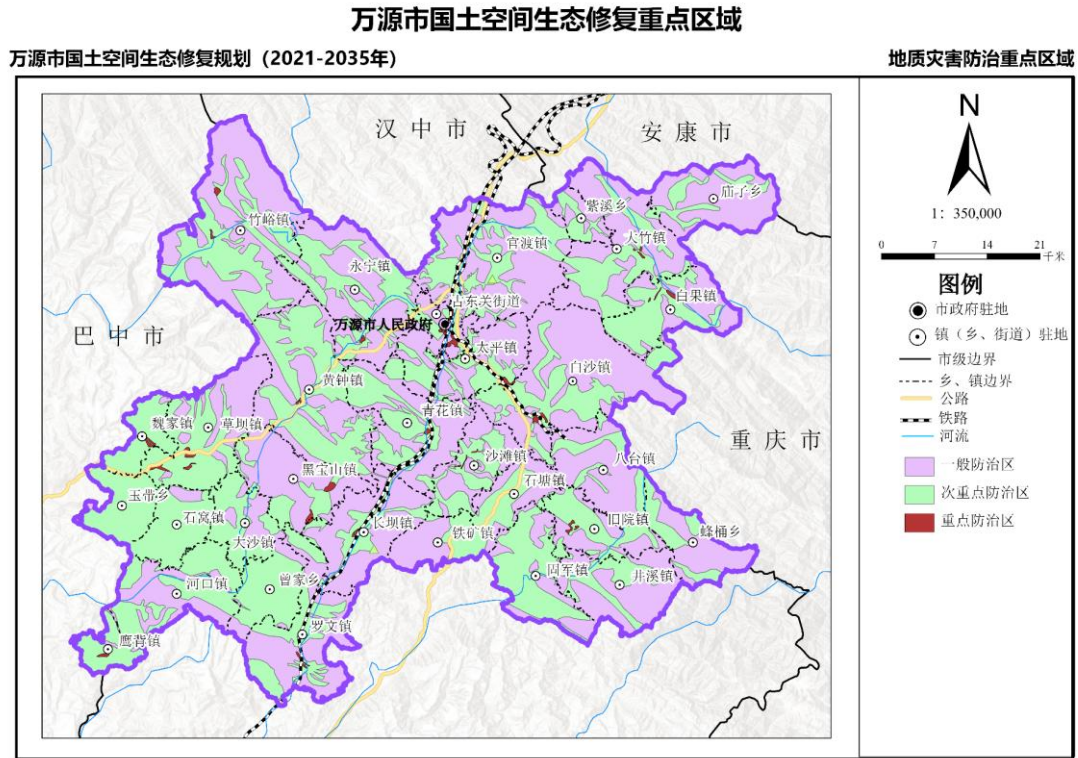 万源市国土空间生态修复重点区域
万源市国土空间生态修复规划（2021-2035年）
地质灾害防治重点区域
汉中市
安康市
巴中市
重庆市
庙子乡
紫溪乡
竹峪镇
大竹镇
官渡镇
永宁镇
白果镇
古东关街道
万源市人民政府
太平镇
白沙镇
黄钟镇
青花镇
魏家镇
草坝镇
沙滩镇
八台镇
黑宝山镇
石塘镇
玉带乡
石窝镇
大沙镇
长坝镇
铁矿镇
旧院镇
蜂桶乡
固军镇
井溪镇
河口镇
曾家乡
罗文镇
鹰背镇
N
1：350,000
0 7 14 21
千米
图例
市政府驻地
镇（乡、街道）驻地
市级边界
乡、镇边界
公路
铁路
河流
一般防治区
次重点防治区
重点防治区